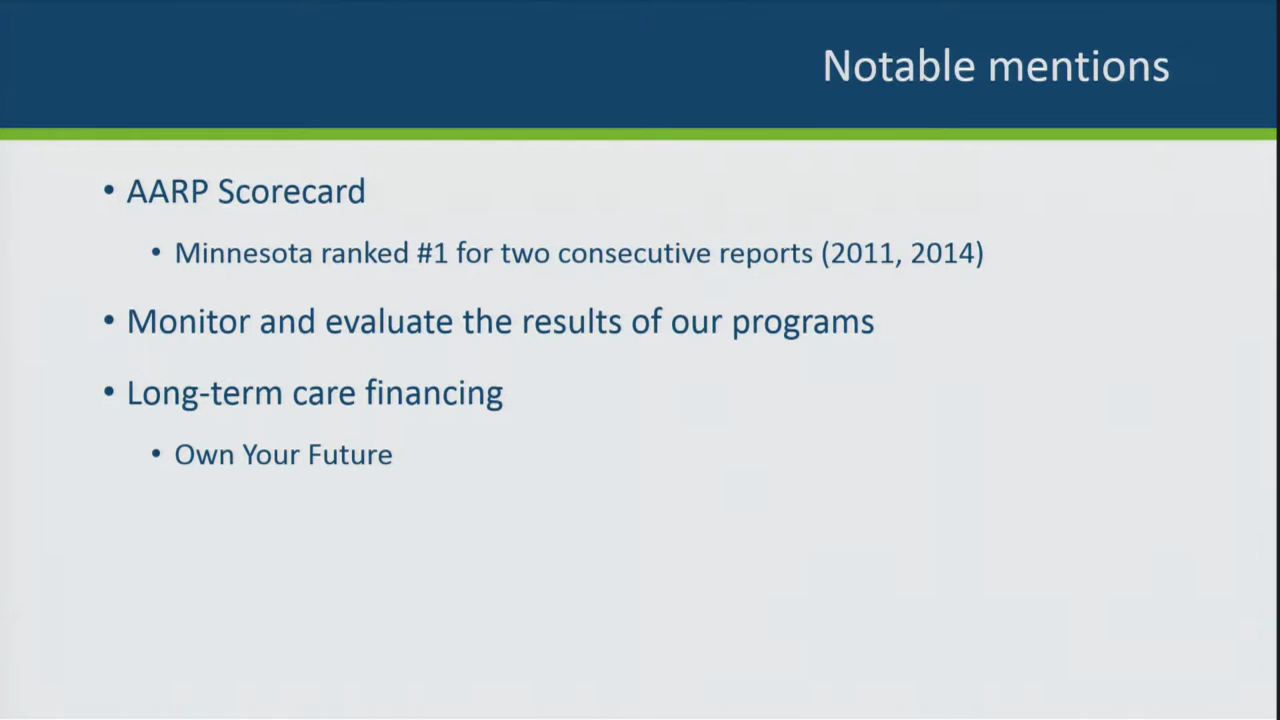 Notable mentions
• AARP Scorecard
• Minnesota ranked #1 for two consecutive reports (2011, 2014)
• Monitor and evaluate the results of our programs
• Long-term care financing
• Own Your Future